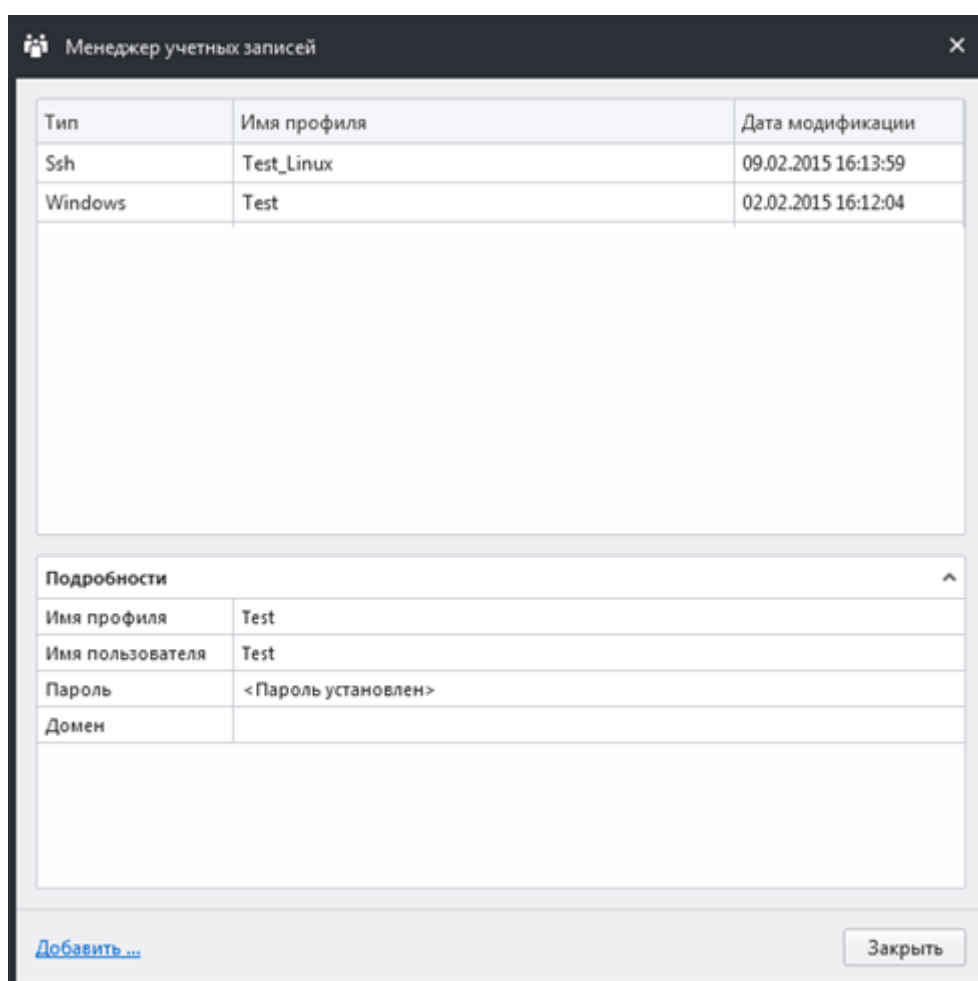 Менеджер учетных записей
Тип Имя профиля Дата модификации
Ssh Test_Linux 09.02.2015 16:13:59
Windows Test 02.02.2015 16:12:04
Подробности
Имя профиля Test
Имя пользователя Test
Пароль <Пароль установлен>
Домен
Добавить ... Закрыть